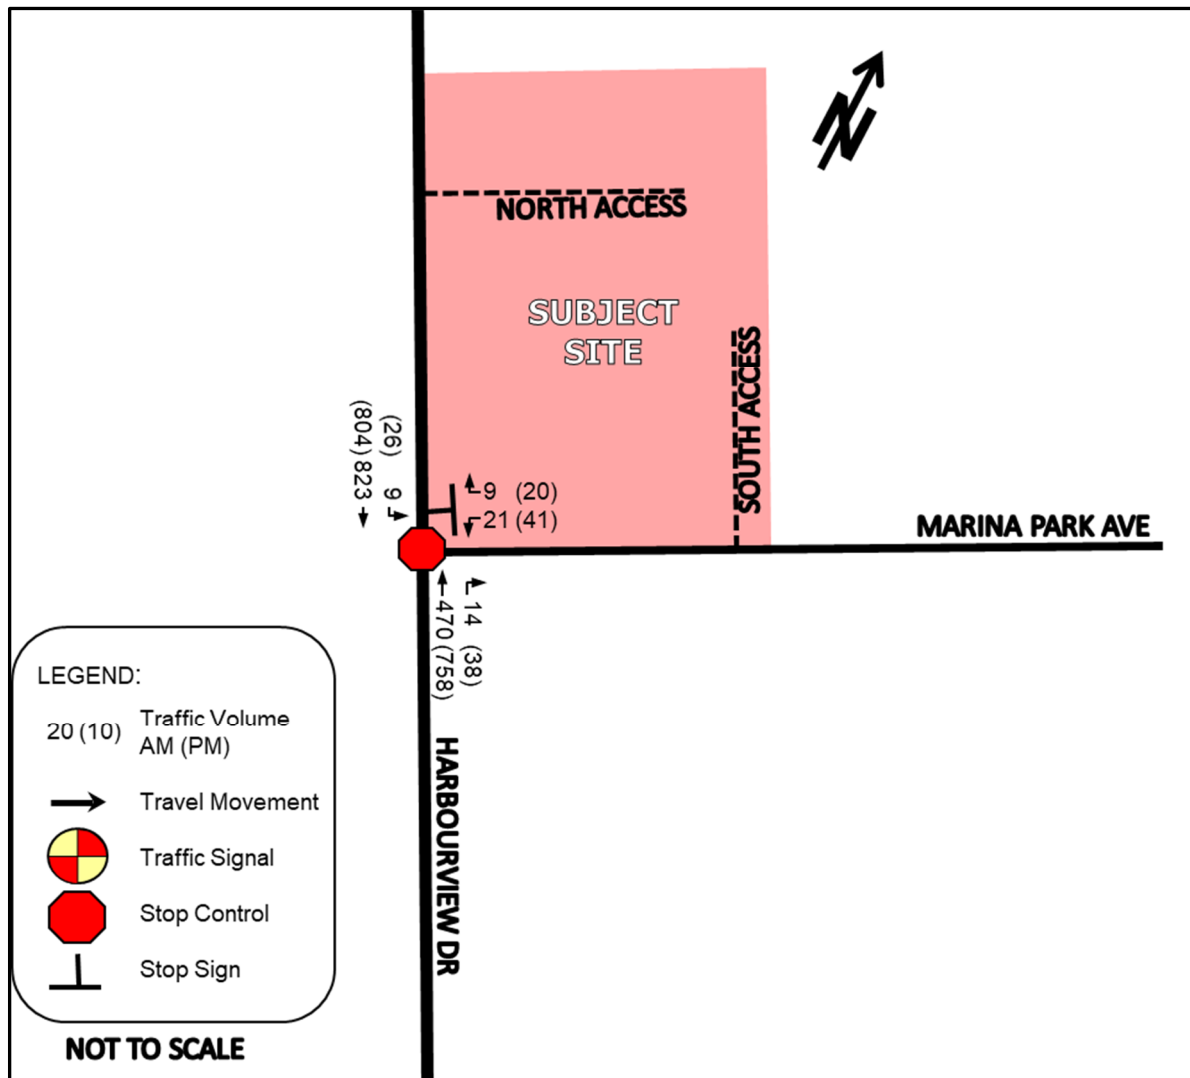 N
NORTH ACCESS
SUBJECT
SITE
SOUTH ACCESS
(26) 9
(804) 823
9 (20)
21 (41)
MARINA PARK AVE
14 (38)
470 (758)
HARBOURVIEW DR
LEGEND:
20 (10)
Traffic Volume
AM (PM)
Travel Movement
Traffic Signal
Stop Control
Stop Sign
NOT TO SCALE